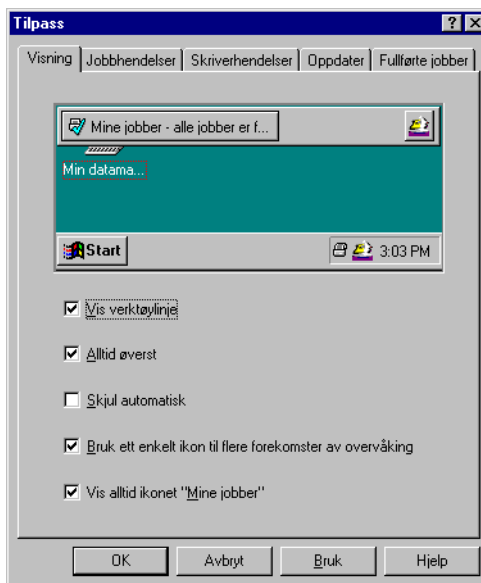 Tilpass
Visning Jobbhendelser Skriverhendelser Oppdater Fullførte jobber
Mine jobber - alle jobber er f...
Min datama...
Start 3:03 PM
Vis verktøylinje
Alltid øverst
Skjul automatisk
Bruk ett enkelt ikon til flere forekomster av overvåking
Vis alltid ikonet "Mine jobber"
OK Avbryt Bruk Hjelp